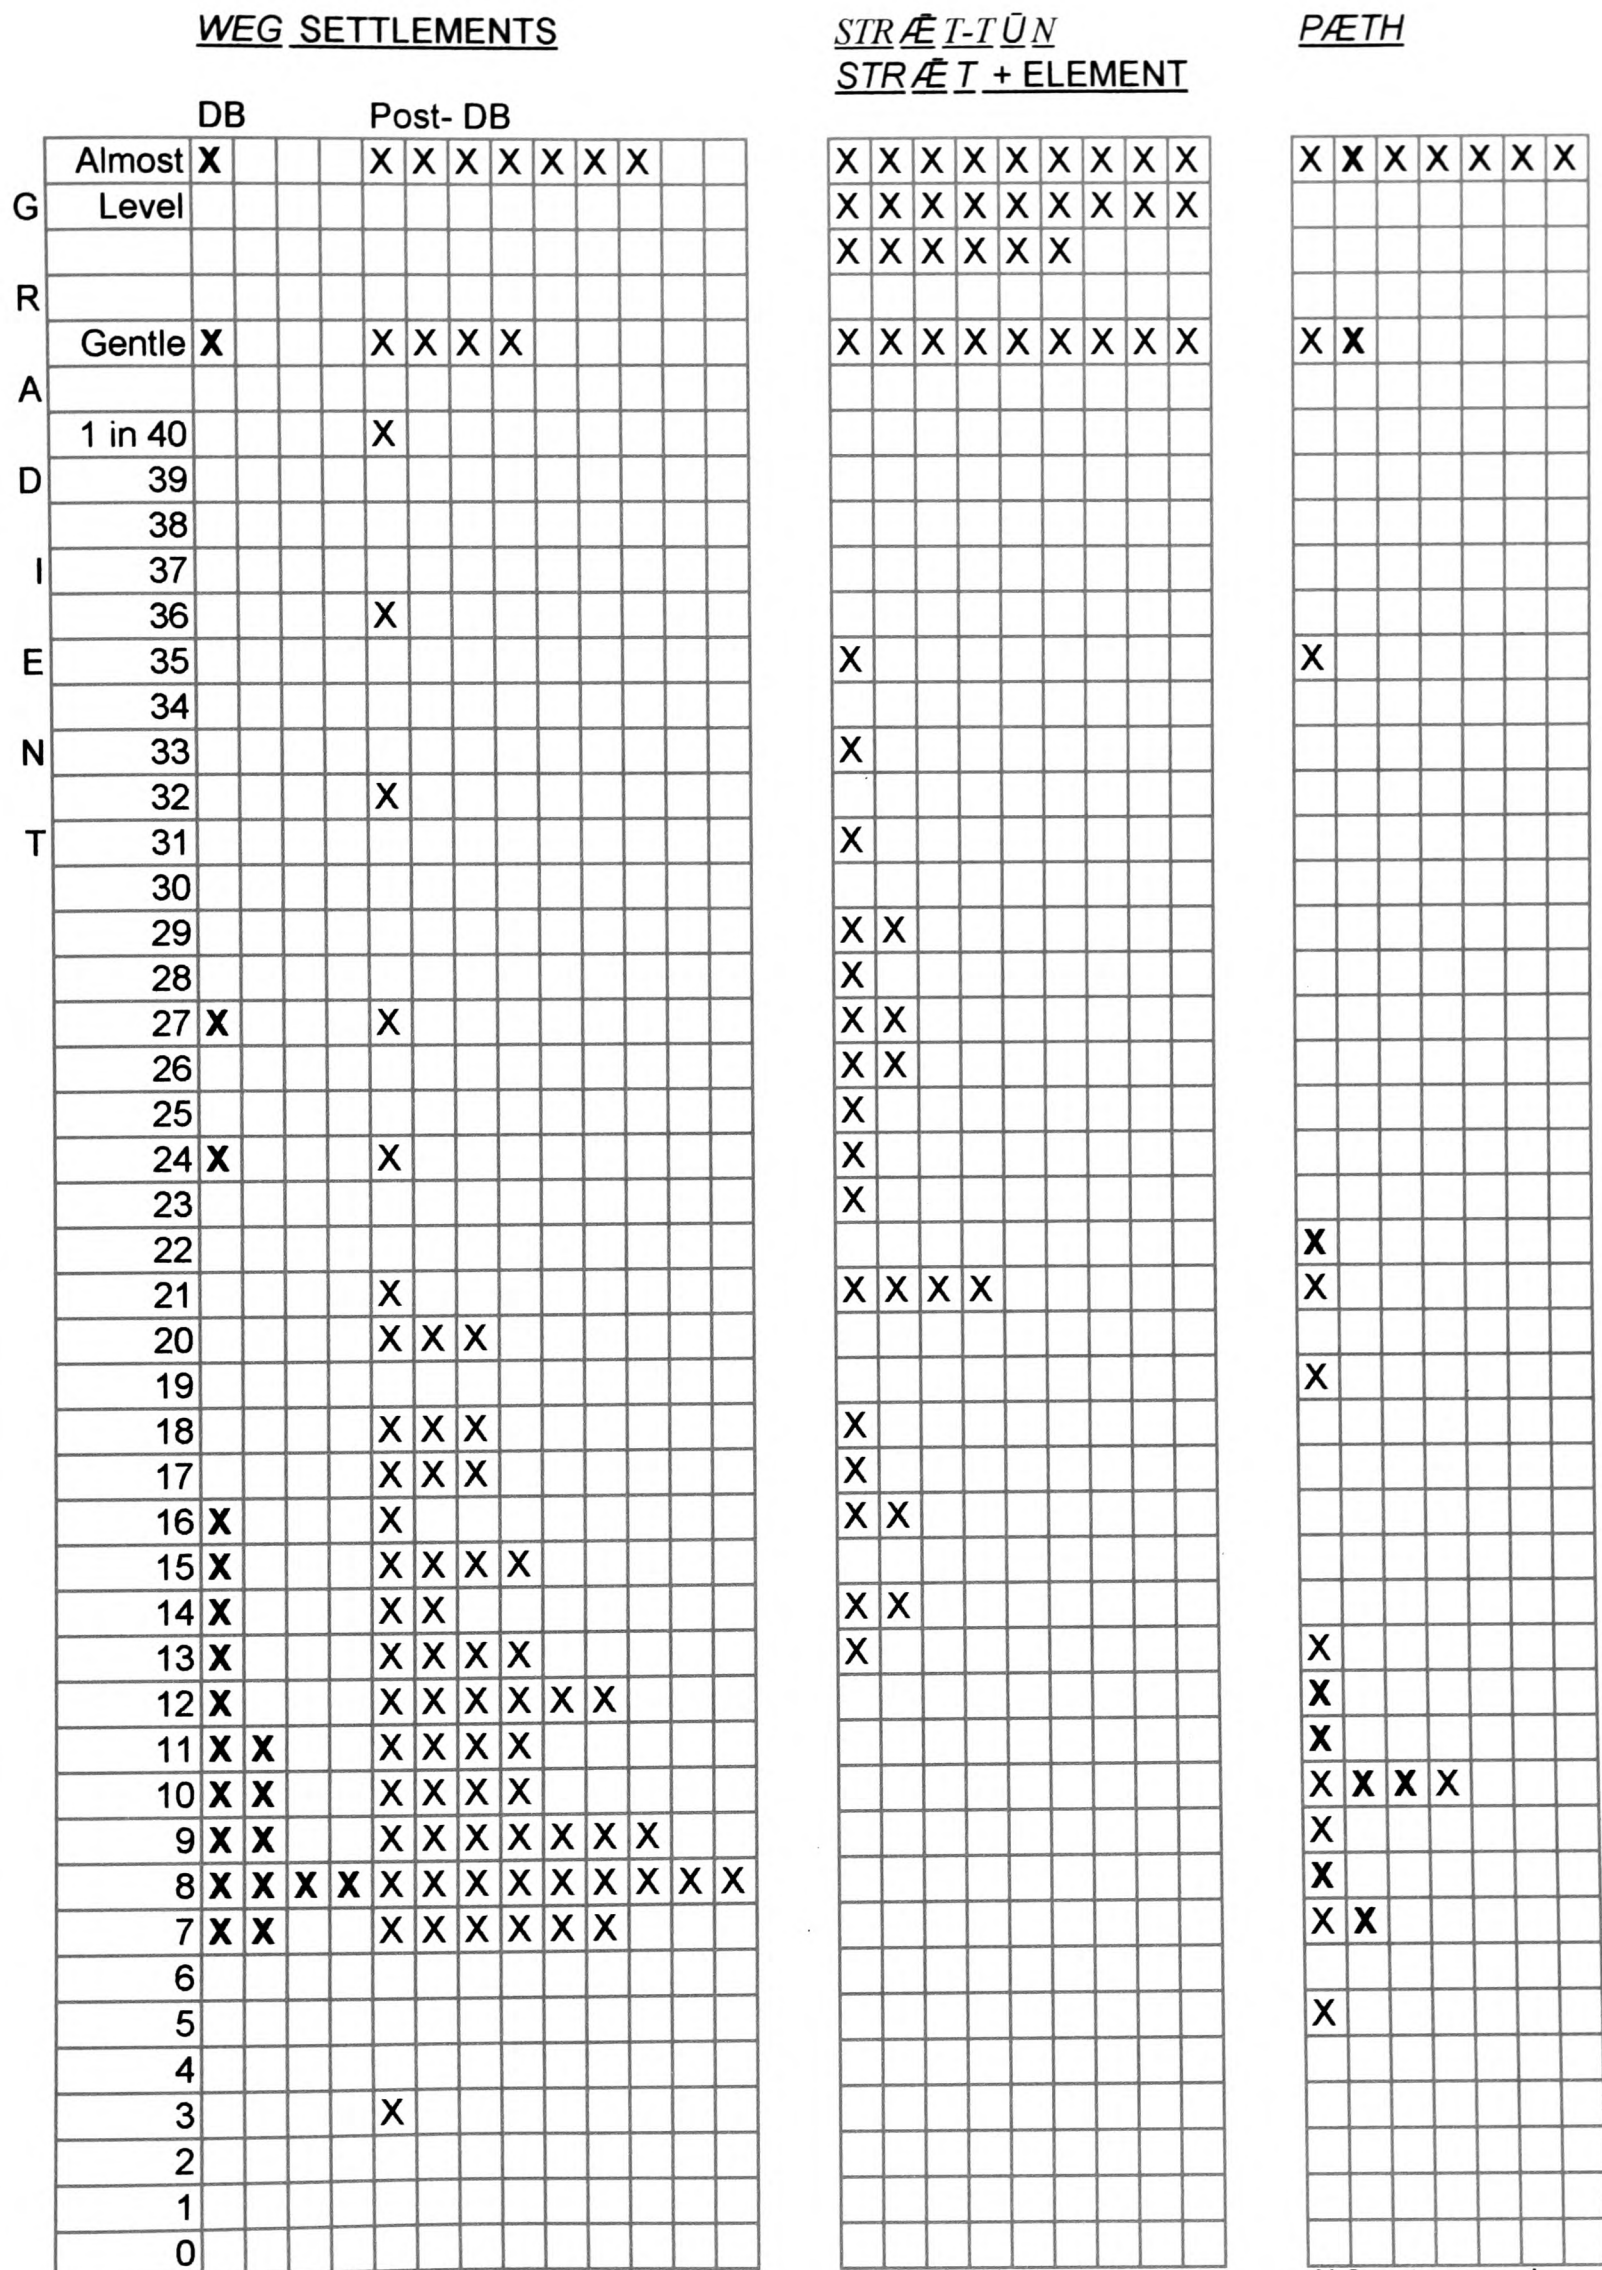 WEG SETTLEMENTS STRǢT-TŪN PÆTH
STRǢT + ELEMENT
DB Post- DB
Almost X X X X X X X X X X X X X X X X X X X X X X X X
G Level X X X X X X X X X
X X X X X X
R
Gentle X X X X X X X X X X X X X X X X
A
1 in 40 X
D 39
38
I 37
36 X
E 35 X X
34
N 33 X
32 X
T 31 X
30
29 X X
28 X
27 X X X X
26 X X
25 X
24 X X X
23 X
22 X
21 X X X X X X
20 X X X
19 X
18 X X X X
17 X X X X
16 X X X X
15 X X X X X
14 X X X X X
13 X X X X X X X
12 X X X X X X X X
11 X X X X X X X
10 X X X X X X X X X X
9 X X X X X X X X X X
8 X X X X X X X X X X X X X X
7 X X X X X X X X X X
6
5 X
4
3 X
2
1
0